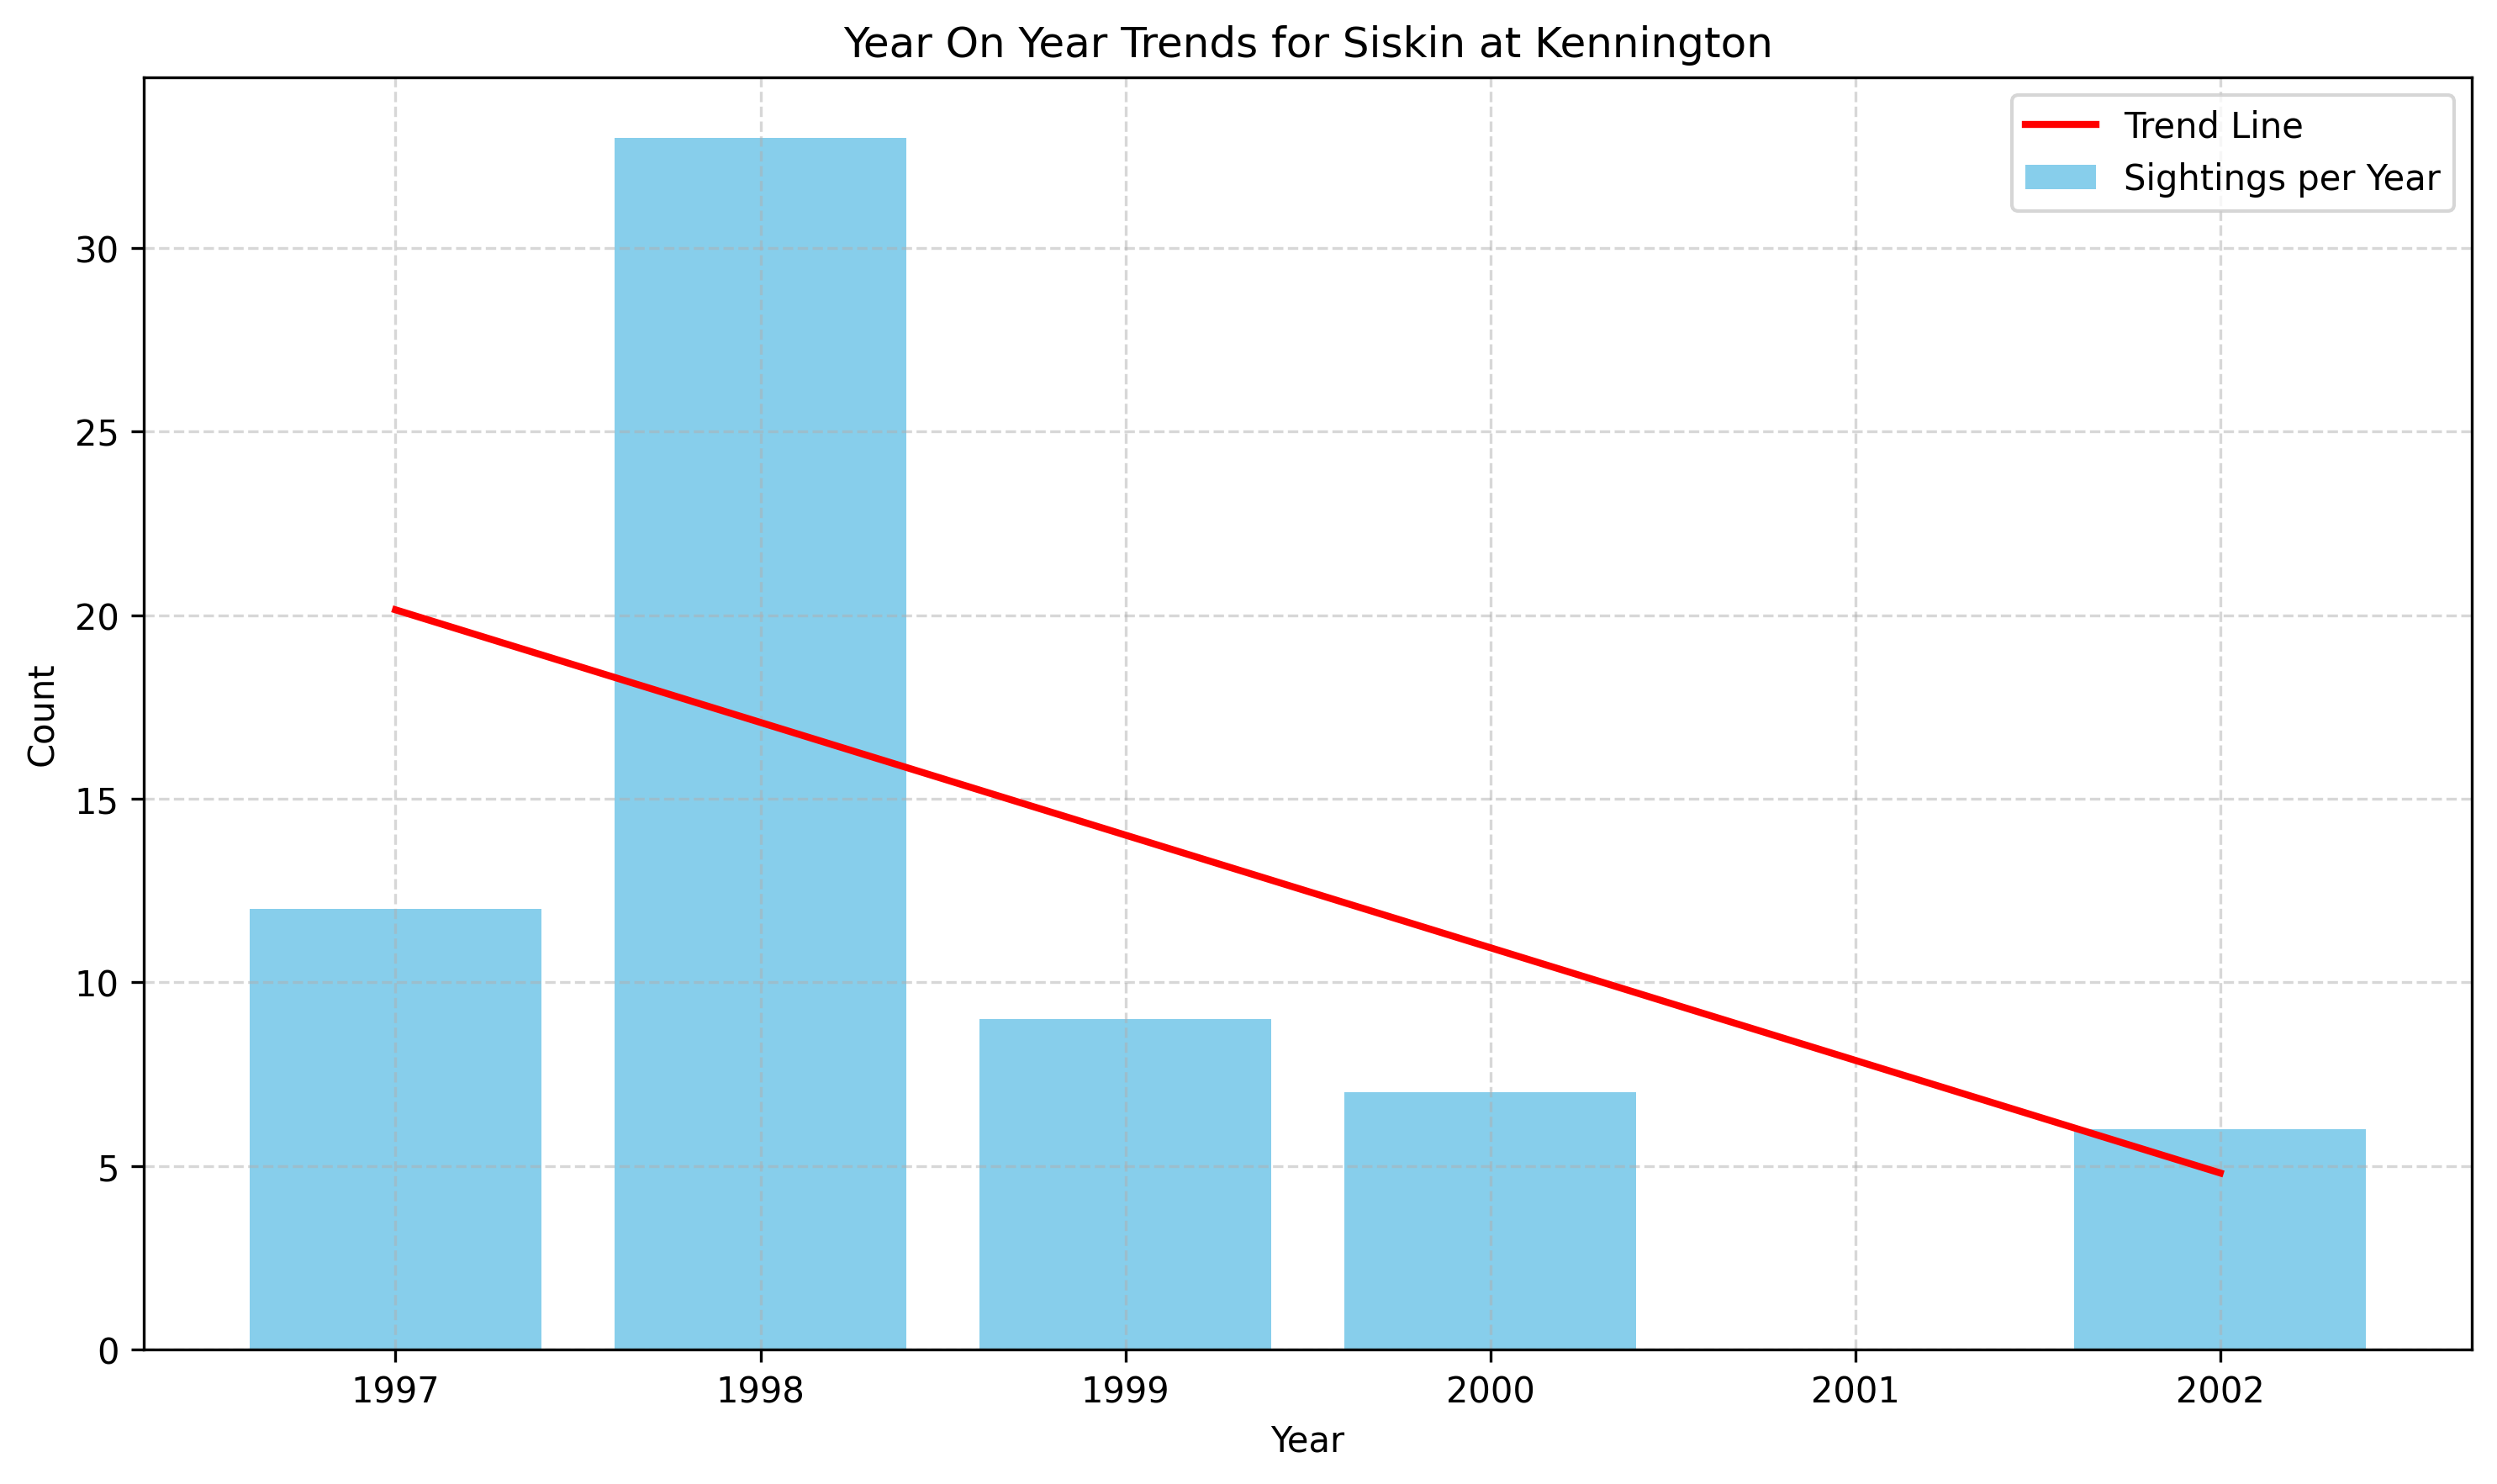 Year On Year Trends for Siskin at Kennington
Trend Line
Sightings per Year
30
25
20
15
10
5
0
Count
1997 1998 1999 2000 2001 2002
Year